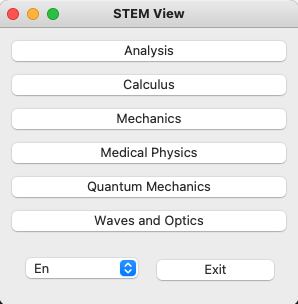 STEM View
Analysis
Calculus
Mechanics
Medical Physics
Quantum Mechanics
Waves and Optics
En
Exit